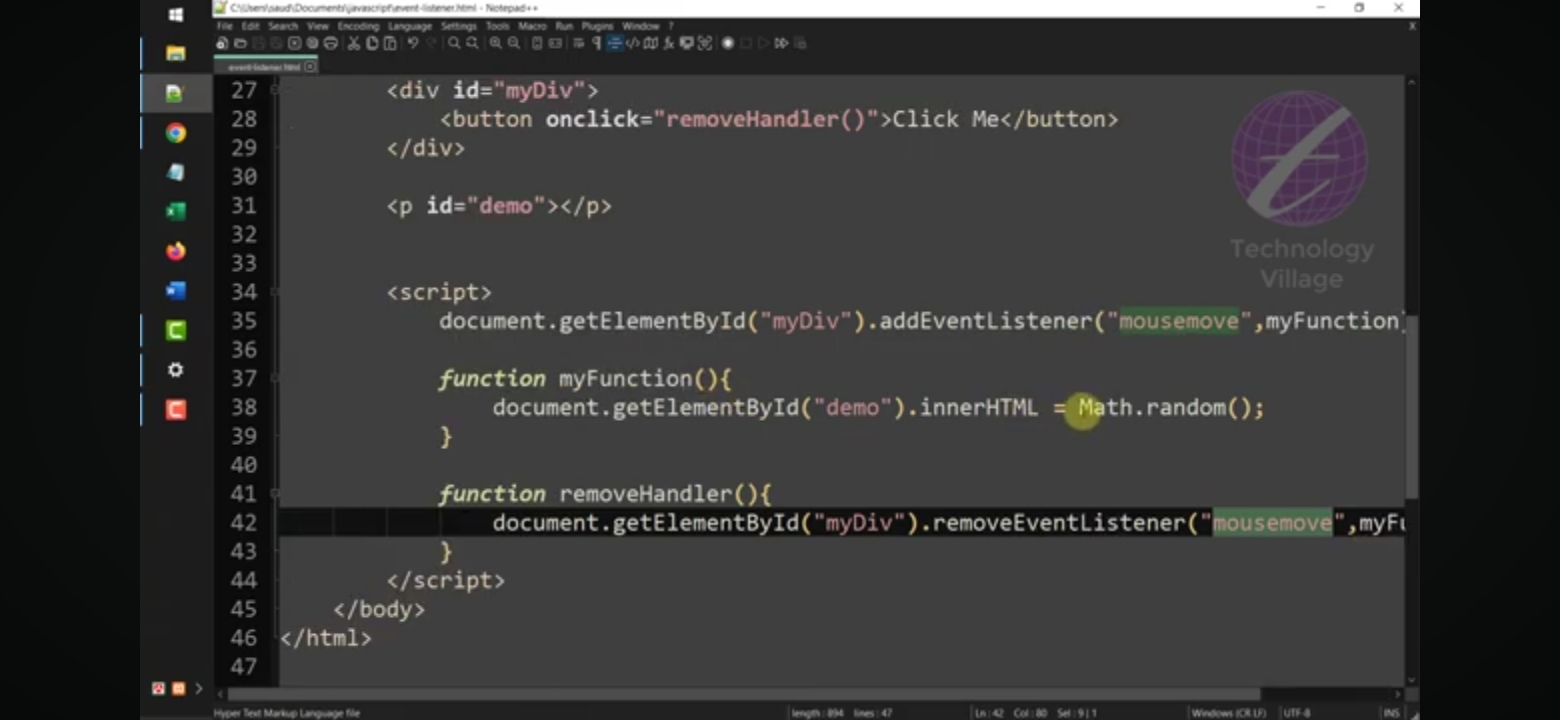 C:\Users\saud\Documents\javascript\event-listener.html - Notepad++
File Edit Search View Encoding Language Settings Tools Macro Run Plugins Window ? X
event-listener.html
27 <div id="myDiv">
28 <button onclick="removeHandler()">Click Me</button>
29 </div>
30
31 <p id="demo"></p>
32
33
34 <script>
35 document.getElementById("myDiv").addEventListener("mousemove",myFunction)
36
37 function myFunction(){
38 document.getElementById("demo").innerHTML = Math.random();
39 }
40
41 function removeHandler(){
42 document.getElementById("myDiv").removeEventListener("mousemove",myFu
43 }
44 </script>
45 </body>
46 </html>
47
Technology
Village
Hyper Text Markup Language file length : 894 lines : 47 Ln : 42 Col : 80 Sel : 9 | 1 Windows (CR LF) UTF-8 INS